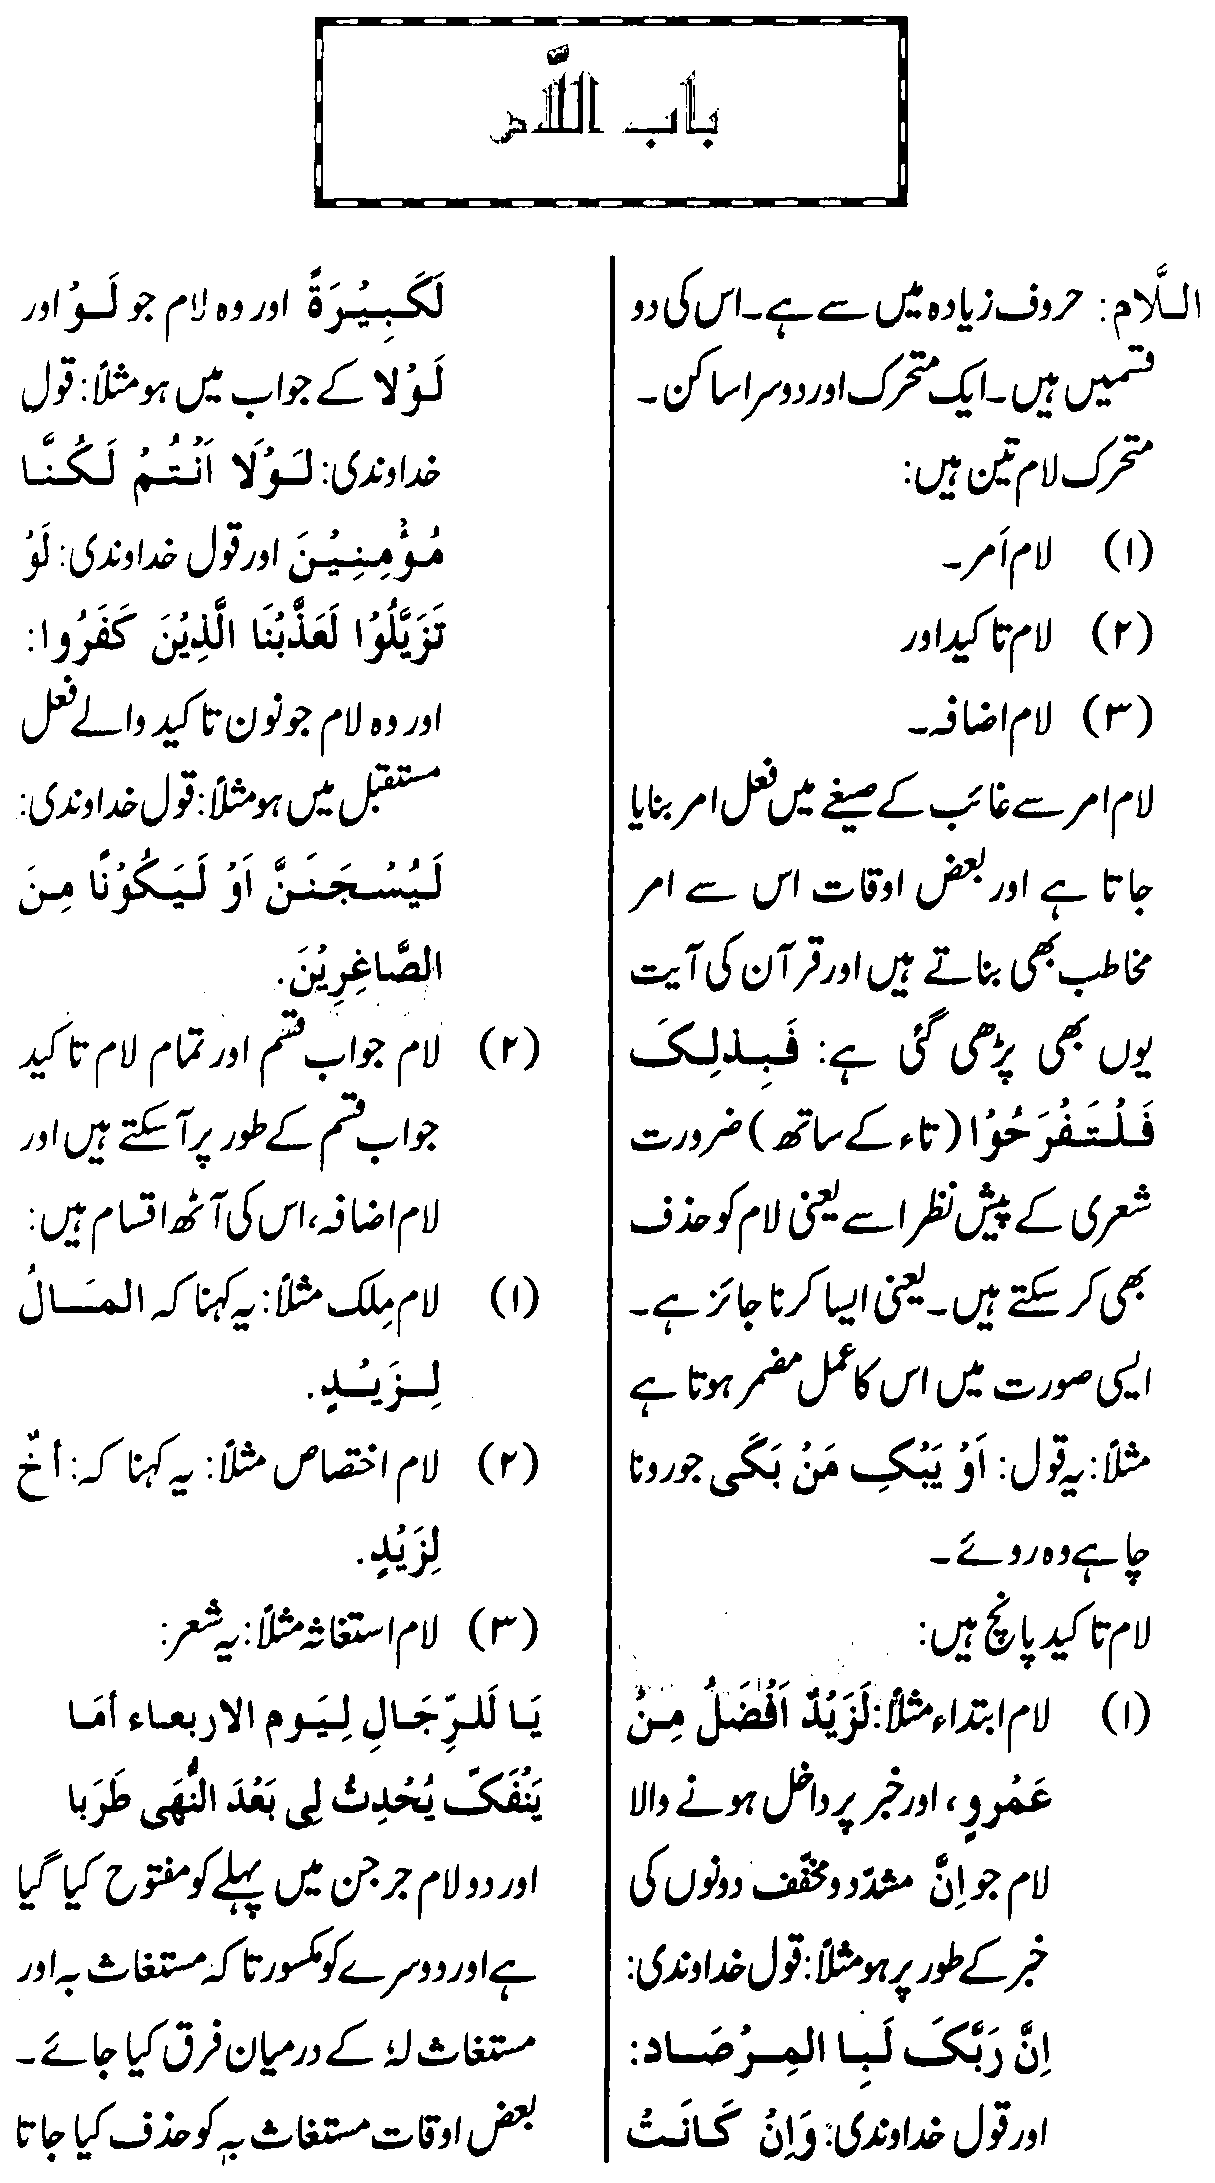 باب اللّام
اللَّام: حروف زیادہ میں سے ہے۔ اس کی دو
قسمیں ہیں۔ ایک متحرک اور دوسرا ساکن۔
متحرک لام تین ہیں:
(۱) لام اَمر۔
(۲) لام تاکید اور
(۳) لام اضافہ۔
لام امر سے غائب کے صیغے میں فعل امر بنایا
جاتا ہے اور بعض اوقات اس سے امر
مخاطب بھی بناتے ہیں اور قرآن کی آیت
یوں بھی پڑھی گئی ہے: فَبِذٰلِکَ
فَلْتَفْرَحُوْا (تاء کے ساتھ) ضرورت
شعری کے پیش نظر اسے یعنی لام کو حذف
بھی کر سکتے ہیں۔ یعنی ایسا کرنا جائز ہے۔
ایسی صورت میں اس کا عمل مضمر ہوتا ہے
مثلاً: یہ قول: اَوْ یَبْکِ مَنْ بَکَی جو رونا
چاہے وہ روئے۔
لام تاکید پانچ ہیں:
(۱) لام ابتداء مثلاً: لَزَیْدٌ اَفْضَلُ مِنْ
عَمْرٍو، اور خبر پر داخل ہونے والا
لام جو اِنَّ مشدّد و مخفّف دونوں کی
خبر کے طور پر ہو مثلاً: قول خداوندی:
اِنَّ رَبَّکَ لَبِا المِرْصَاد:
اور قول خداوندی: وَاِنْ کَانَتْ
لَکَبِیْرَۃً اور وہ لام جو لَوْ اور
لَوْلا کے جواب میں ہو مثلاً: قول
خداوندی: لَوْلَا اَنْتُمْ لَکُنَّا
مُؤْمِنِیْنَ اور قول خداوندی: لَوْ
تَزَیَّلُوْا لَعَذَّبْنَا الَّذِیْنَ کَفَرُوا:
اور وہ لام جو نون تاکید والے فعل
مستقبل میں ہو مثلاً: قول خداوندی:
لَیُسْجَنَنَّ اَوْ لَیَکُوْنًا مِنَ
الصَّاغِرِیْنَ.
(۲) لام جواب قسم اور تمام لام تاکید
جواب قسم کے طور پر آ سکتے ہیں اور
لام اضافہ، اس کی آٹھ اقسام ہیں:
(۱) لام مِلک مثلاً: یہ کہنا کہ المَالُ
لِزَیْدٍ.
(۲) لام اختصاص مثلاً: یہ کہنا کہ: أخٌ
لِزَیْدٍ.
(۳) لام استغاثہ مثلاً: یہ شعر:
یَا لَلرِّجَالِ لِیَوم الاربعاء أمَا
یَنْفَکّ یُحْدِثُ لِی بَعْدَ النُّهَی طَرَبا
اور دو لام جر جن میں پہلے کو مفتوح کیا گیا
ہے اور دوسرے کو مکسور تاکہ مستغاث بہ اور
مستغاث لہٗ کے درمیان فرق کیا جائے۔
بعض اوقات مستغاث بہٖ کو حذف کیا جاتا